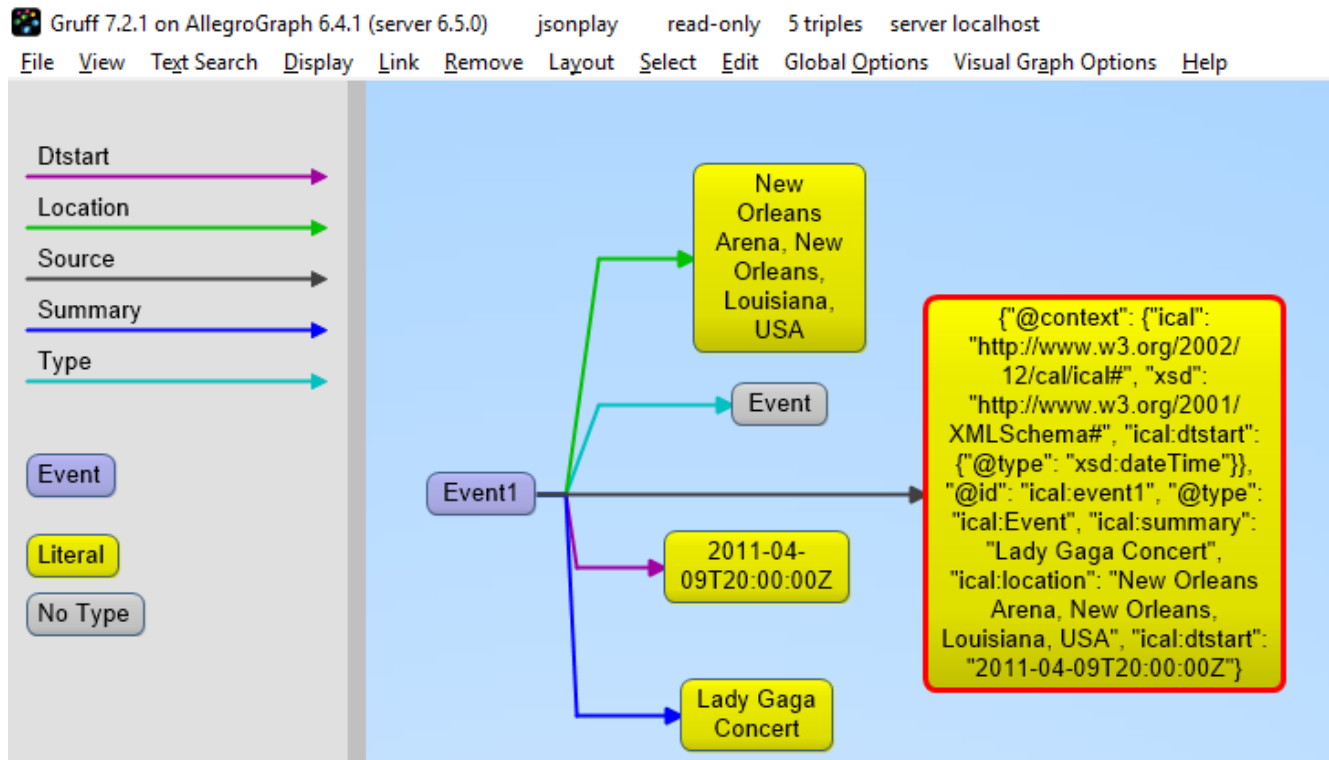 Gruff 7.2.1 on AllegroGraph 6.4.1 (server 6.5.0) jsonplay read-only 5 triples server localhost
File View Text Search Display Link Remove Layout Select Edit Global Options Visual Graph Options Help
Dtstart
Location
Source
Summary
Type
Event
Literal
No Type
New
Orleans
Arena, New
Orleans,
Louisiana,
USA
Event
Event1
2011-04-
09T20:00:00Z
Lady Gaga
Concert
{"@context": {"ical":
"http://www.w3.org/2002/
12/cal/ical#", "xsd":
"http://www.w3.org/2001/
XMLSchema#", "ical:dtstart":
{"@type": "xsd:dateTime"}},
"@id": "ical:event1", "@type":
"ical:Event", "ical:summary":
"Lady Gaga Concert",
"ical:location": "New Orleans
Arena, New Orleans,
Louisiana, USA", "ical:dtstart":
"2011-04-09T20:00:00Z"}